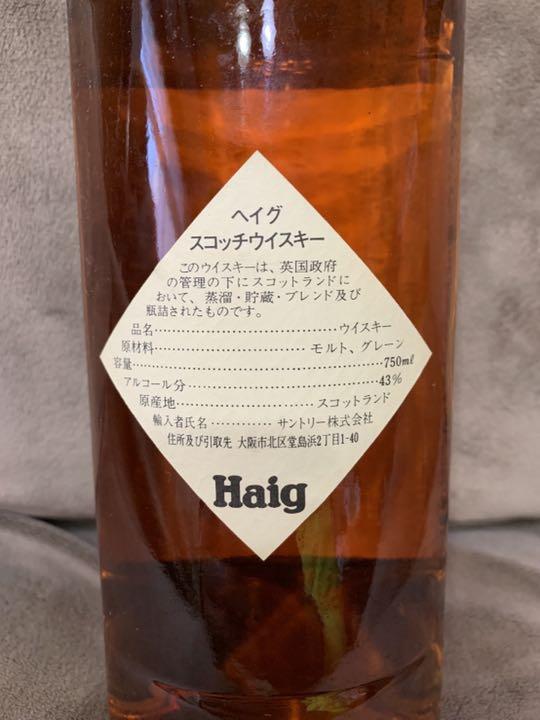 ヘイグ
スコッチウイスキー
このウイスキーは、英国政府
の管理の下にスコットランドに
おいて、蒸溜・貯蔵・ブレンド及び
瓶詰されたものです。
品名……………………………ウイスキー
原材料……………………モルト、グレーン
容量………………………………………750ml
アルコール分……………………………43%
原産地……………………スコットランド
輸入者氏名…………サントリー株式会社
住所及び引取先 大阪市北区堂島浜2丁目1-40
Haig